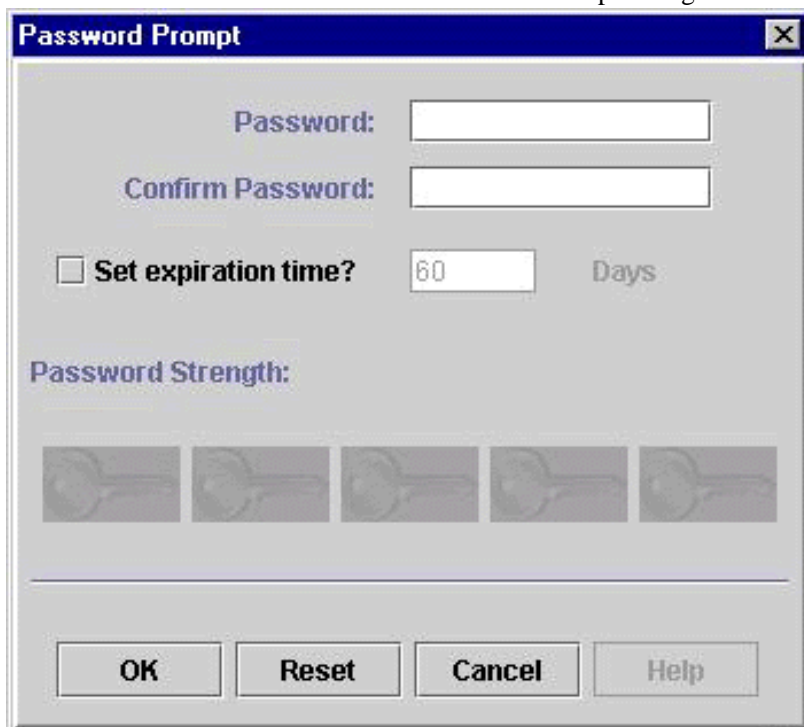 Password Prompt
Password:
Confirm Password:
Set expiration time? 60 Days
Password Strength:
OK Reset Cancel Help